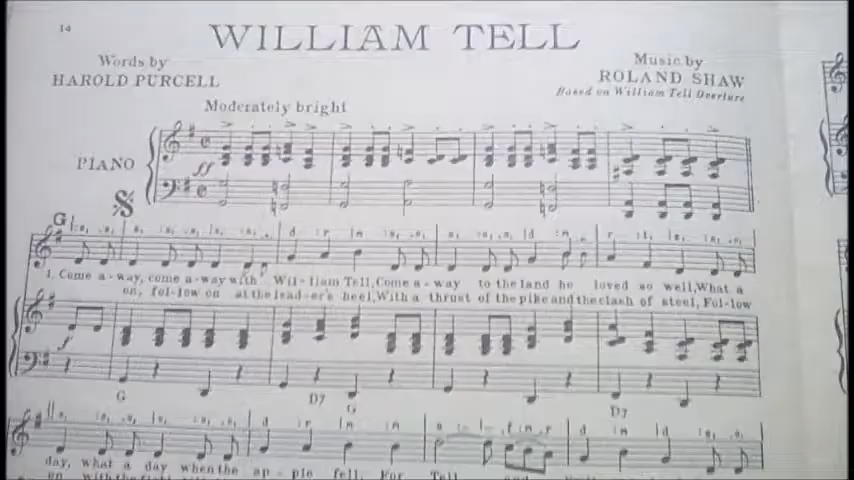 14
WILLIAM TELL
Words by
HAROLD PURCELL
Music by
ROLAND SHAW
Based on William Tell Overture
Moderately bright
PIANO
ff
G
1. Come a-way, come a-way with Wil-liam Tell, Come a-way to the land he loved so well, What a
on, fol-low on at the lead-er's heel, With a thrust of the pike and the clash of steel, Fol-low
f
G D7 G D7
day, what a day when the ap-ple fell, For Tell and